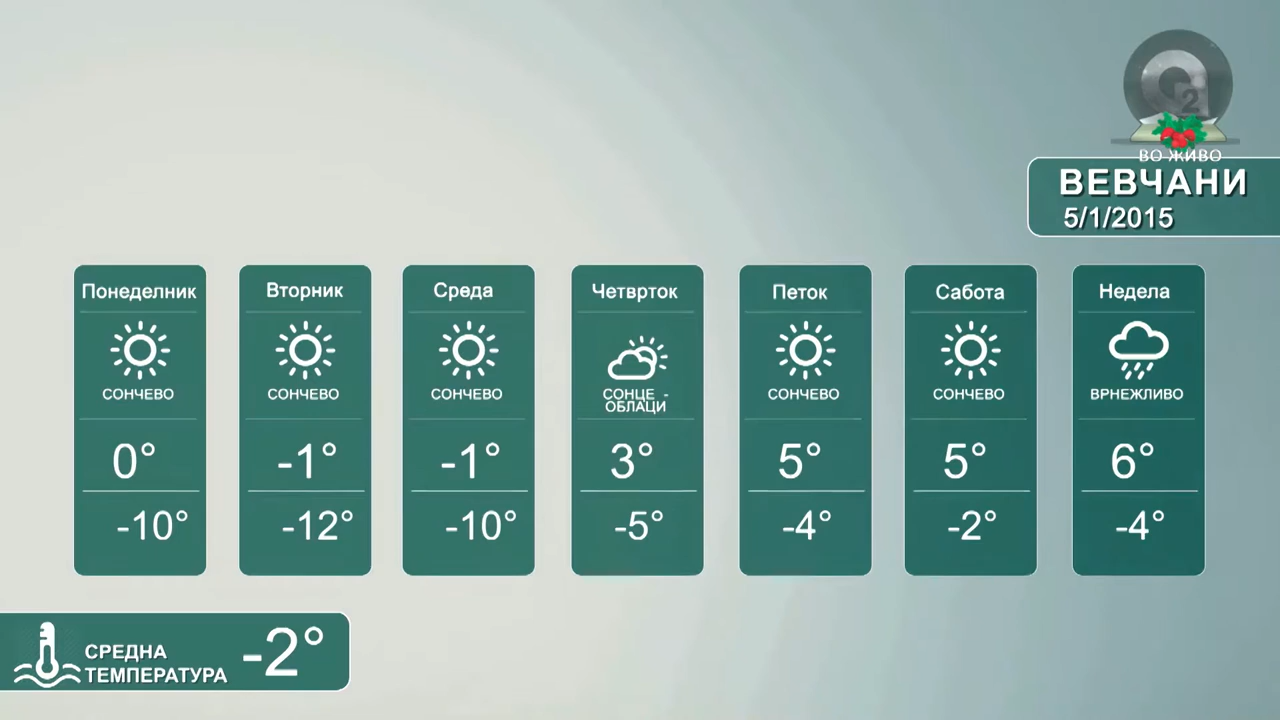 2
ВО ЖИВО
ВЕВЧАНИ
5/1/2015
Понеделник
СОНЧЕВО
0°
-10°
Вторник
СОНЧЕВО
-1°
-12°
Среда
СОНЧЕВО
-1°
-10°
Четврток
СОНЦЕ -
ОБЛАЦИ
3°
-5°
Петок
СОНЧЕВО
5°
-4°
Сабота
СОНЧЕВО
5°
-2°
Недела
ВРНЕЖЛИВО
6°
-4°
СРЕДНА
ТЕМПЕРАТУРА
-2°